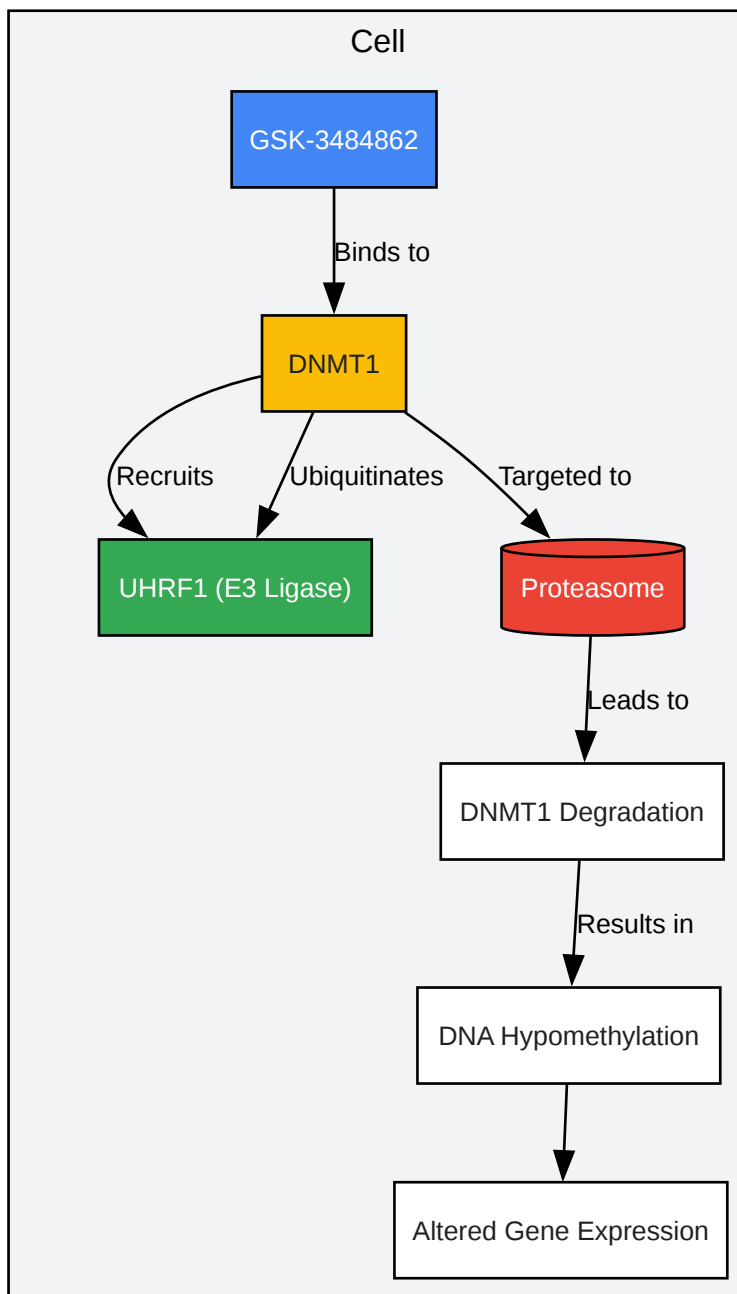 Cell
GSK-3484862
Binds to
DNMT1
Recruits
Ubiquitinates
Targeted to
UHRF1 (E3 Ligase)
Proteasome
Leads to
DNMT1 Degradation
Results in
DNA Hypomethylation
Altered Gene Expression